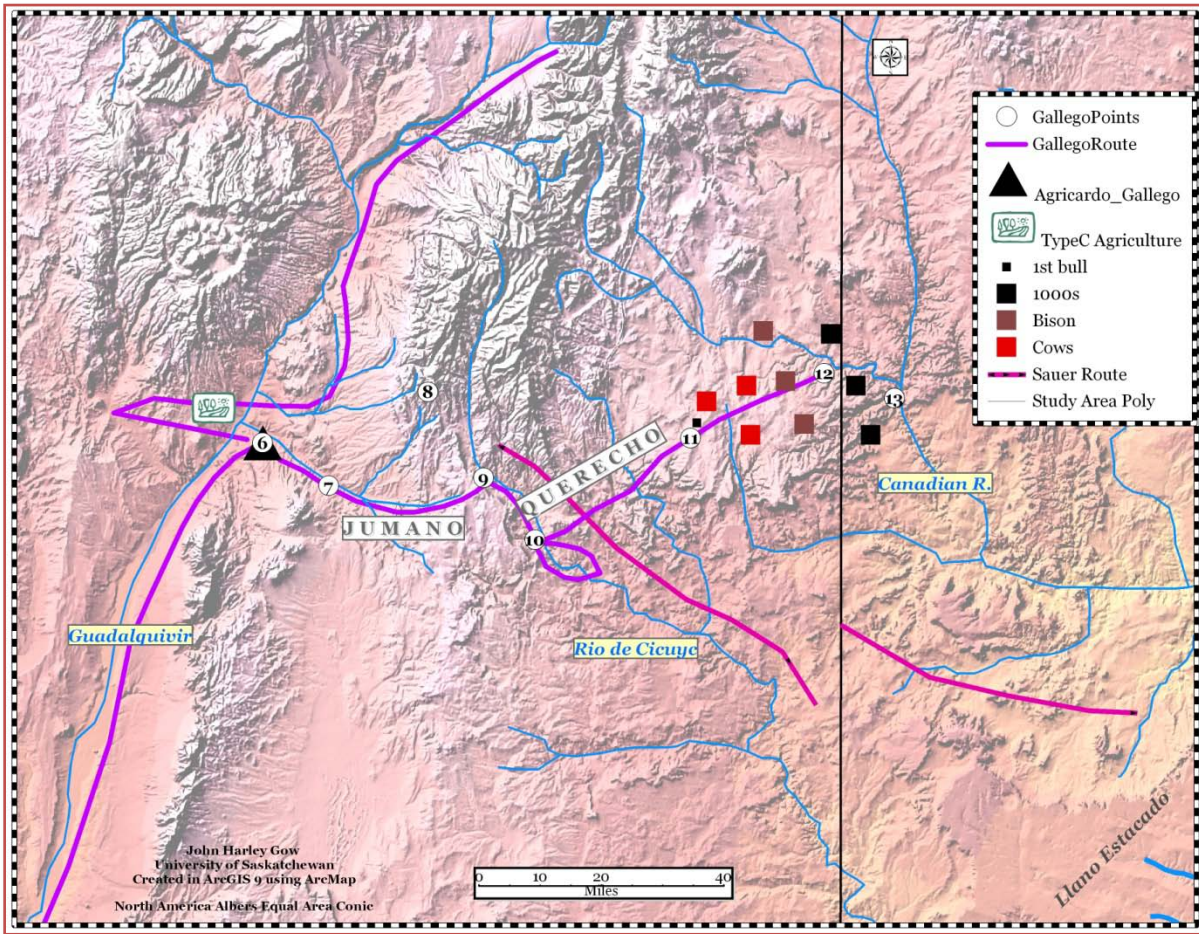 GallegoPoints
GallegoRoute
Agricardo_Gallego
TypeC Agriculture
1st bull
1000s
Bison
Cows
Sauer Route
Study Area Poly
8
12
13
6
11
7
9
QUERECHO
Canadian R.
JUMANO
10
Guadalquivir
Rio de Cicuyc
Llano Estacado
John Harley Gow
University of Saskatchewan
Created in ArcGIS 9 using ArcMap
North America Albers Equal Area Conic
0 10 20 40
Miles